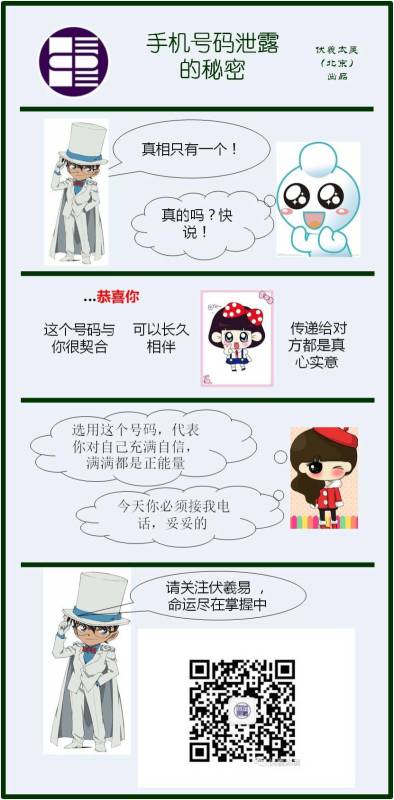 手机号码泄露
的秘密
伏羲太昊
（北京）
出品
真相只有一个！
真的吗？快
说！
...恭喜你
这个号码与
你很契合
可以长久
相伴
传递给对
方都是真
心实意
选用这个号码，代表
你对自己充满自信，
满满都是正能量
今天你必须接我电
话，妥妥的
请关注伏羲易 ，
命运尽在掌握中